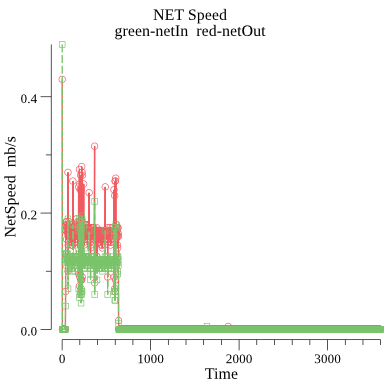 NET Speed
green-netIn red-netOut
NetSpeed mb/s
0.4
0.2
0.0
0 1000 2000 3000
Time